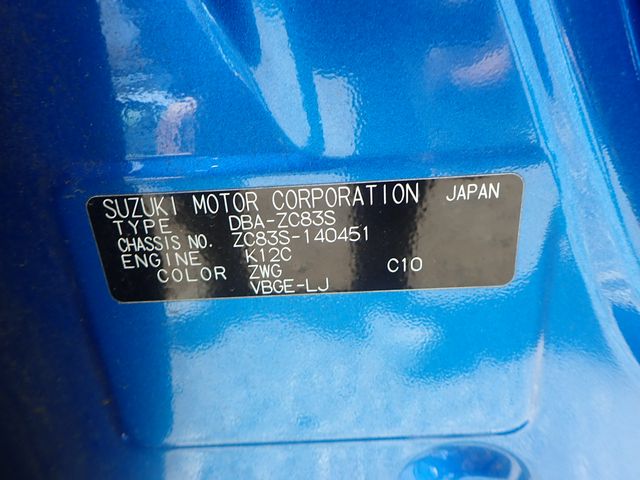 SUZUKI MOTOR CORPORATION JAPAN
TYPE DBA-ZC83S
CHASSIS NO. ZC83S-140451
ENGINE K12C
COLOR ZWG C10
VBGE-LJ